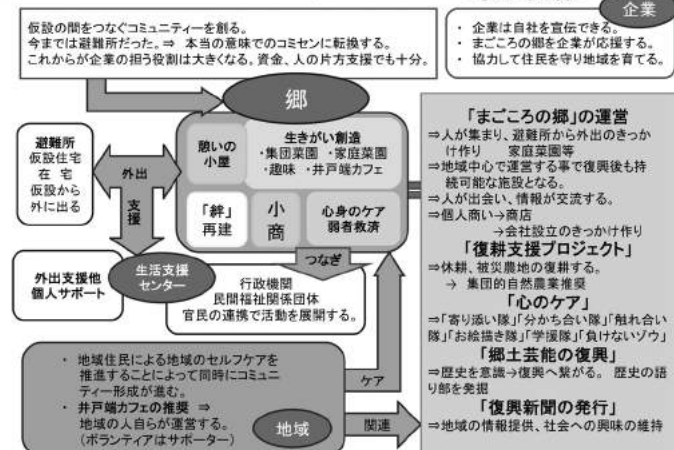 企業
仮設の間をつなぐコミュニティーを創る。
今までは避難所だった。⇒ 本当の意味でのコミセンに転換する。
これからが企業の担う役割は大きくなる。資金、人の片方支援でも十分。
・ 企業は自社を宣伝できる。
・ まごころの郷を企業が応援する。
・ 協力して住民を守り地域を育てる。
郷
避難所
仮設住宅
在 宅
仮設から
外に出る
外出
支援
憩いの
小屋
生きがい創造
・集団菜園 ・家庭菜園
・趣味 ・井戸端カフェ
「絆」
再建
小
商
心身のケア
弱者救済
つなぎ
外出支援他
個人サポート
生活支援
センター
行政機関
民間福祉関係団体
官民の連携で活動を展開する。
・ 地域住民による地域のセルフケアを
推進することによって同時にコミュニ
ティー形成が進む。
・ 井戸端カフェの推奨 ⇒
地域の人自らが運営する。
(ボランティアはサポーター)
地域
ケア
関連
「まごころの郷」の運営
⇒人が集まり、避難所から外出のきっか
け作り 家庭菜園等
⇒地域中心で運営する事で復興後も持
続可能な施設となる。
⇒人が出会い、情報が交流する。
⇒個人商い→商店
→会社設立のきっかけ作り
「復耕支援プロジェクト」
⇒休耕、被災農地の復耕する。
→ 集団的自然農業推奨
「心のケア」
⇒「寄り添い隊」「分かち合い隊」「触れ合い
隊」「お絵描き隊」「学援隊」「負けないゾウ」
「郷土芸能の復興」
⇒歴史を意識→復興へ繋がる。 歴史の語
り部を発掘
「復興新聞の発行」
⇒地域の情報提供、社会への興味の維持